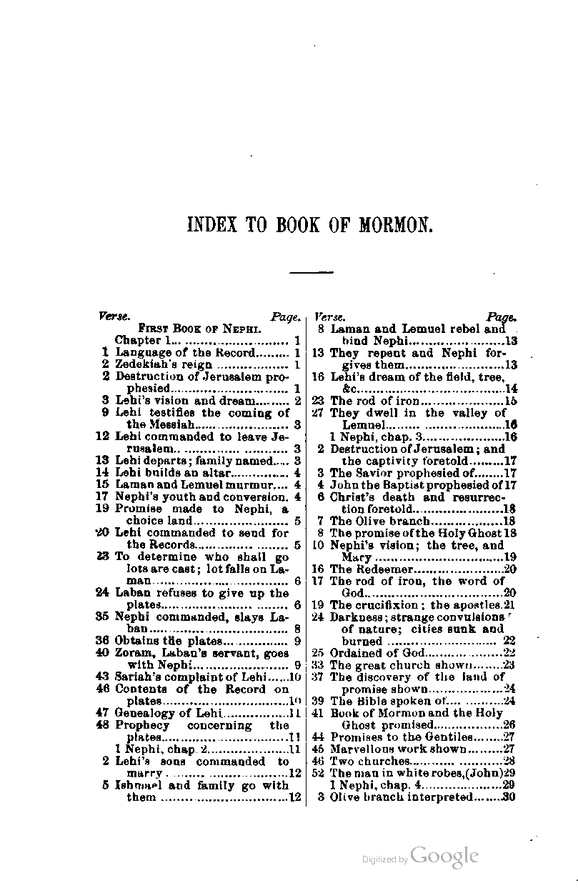 INDEX TO BOOK OF MORMON.
Verse. Page.
FIRST BOOK OF NEPHI.
Chapter 1............................ 1
1 Language of the Record......... 1
2 Zedekiah's reign .................. 1
2 Destruction of Jerusalem pro-
phesied............................. 1
3 Lehi's vision and dream......... 2
9 Lehi testifies the coming of
the Messiah....................... 3
12 Lehi commanded to leave Je-
rusalem.. ............. ............ 3
13 Lehi departs; family named..... 3
14 Lehi builds an altar............... 4
15 Laman and Lemuel murmur.... 4
17 Nephi's youth and conversion. 4
19 Promise made to Nephi, a
choice land........................ 5
20 Lehi commanded to send for
the Records.............. ........ 5
23 To determine who shall go
lots are cast; lot falls on La-
man................................. 6
24 Laban refuses to give up the
plates....................... ........ 6
35 Nephi commanded, slays La-
ban................................... 8
36 Obtains the plates................ 9
40 Zoram, Laban's servant, goes
with Nephi......................... 9
43 Sariah's complaint of Lehi......10
46 Contents of the Record on
plates................................10
47 Genealogy of Lehi.................11
48 Prophecy concerning the
plates................................11
1 Nephi, chap. 2.....................11
2 Lehi's sons commanded to
marry. ......... ....................12
5 Ishmael and family go with
them ................................12
Verse. Page.
8 Laman and Lemuel rebel and
bind Nephi.........................13
13 They repent and Nephi for-
gives them.........................13
16 Lehi's dream of the field, tree,
&c.....................................14
23 The rod of iron.....................15
27 They dwell in the valley of
Lemuel......... ....................16
1 Nephi, chap. 3.....................16
2 Destruction of Jerusalem; and
the captivity foretold.........17
3 The Savior prophesied of........17
4 John the Baptist prophesied of 17
6 Christ's death and resurrec-
tion foretold.......................18
7 The Olive branch..................18
8 The promise of the Holy Ghost 18
10 Nephi's vision; the tree, and
Mary ................................19
16 The Redeemer......................20
17 The rod of iron, the word of
God...................................20
19 The crucifixion; the apostles.21
24 Darkness; strange convulsions
of nature; cities sunk and
burned ........................... 22
25 Ordained of God...................22
33 The great church shown........23
37 The discovery of the land of
promise shown...................24
39 The Bible spoken of.... ..........24
41 Book of Mormon and the Holy
Ghost promised..................26
44 Promises to the Gentiles........27
45 Marvellous work shown.........27
46 Two churches........... ...........28
52 The man in white robes,(John)29
1 Nephi, chap. 4.....................29
3 Olive branch interpreted........30
Digitized by Google